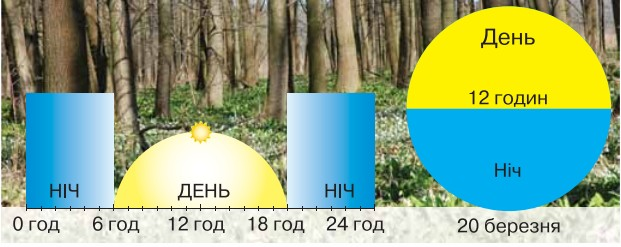 День
12 годин
Ніч
НІЧ ДЕНЬ НІЧ
0 год 6 год 12 год 18 год 24 год
20 березня